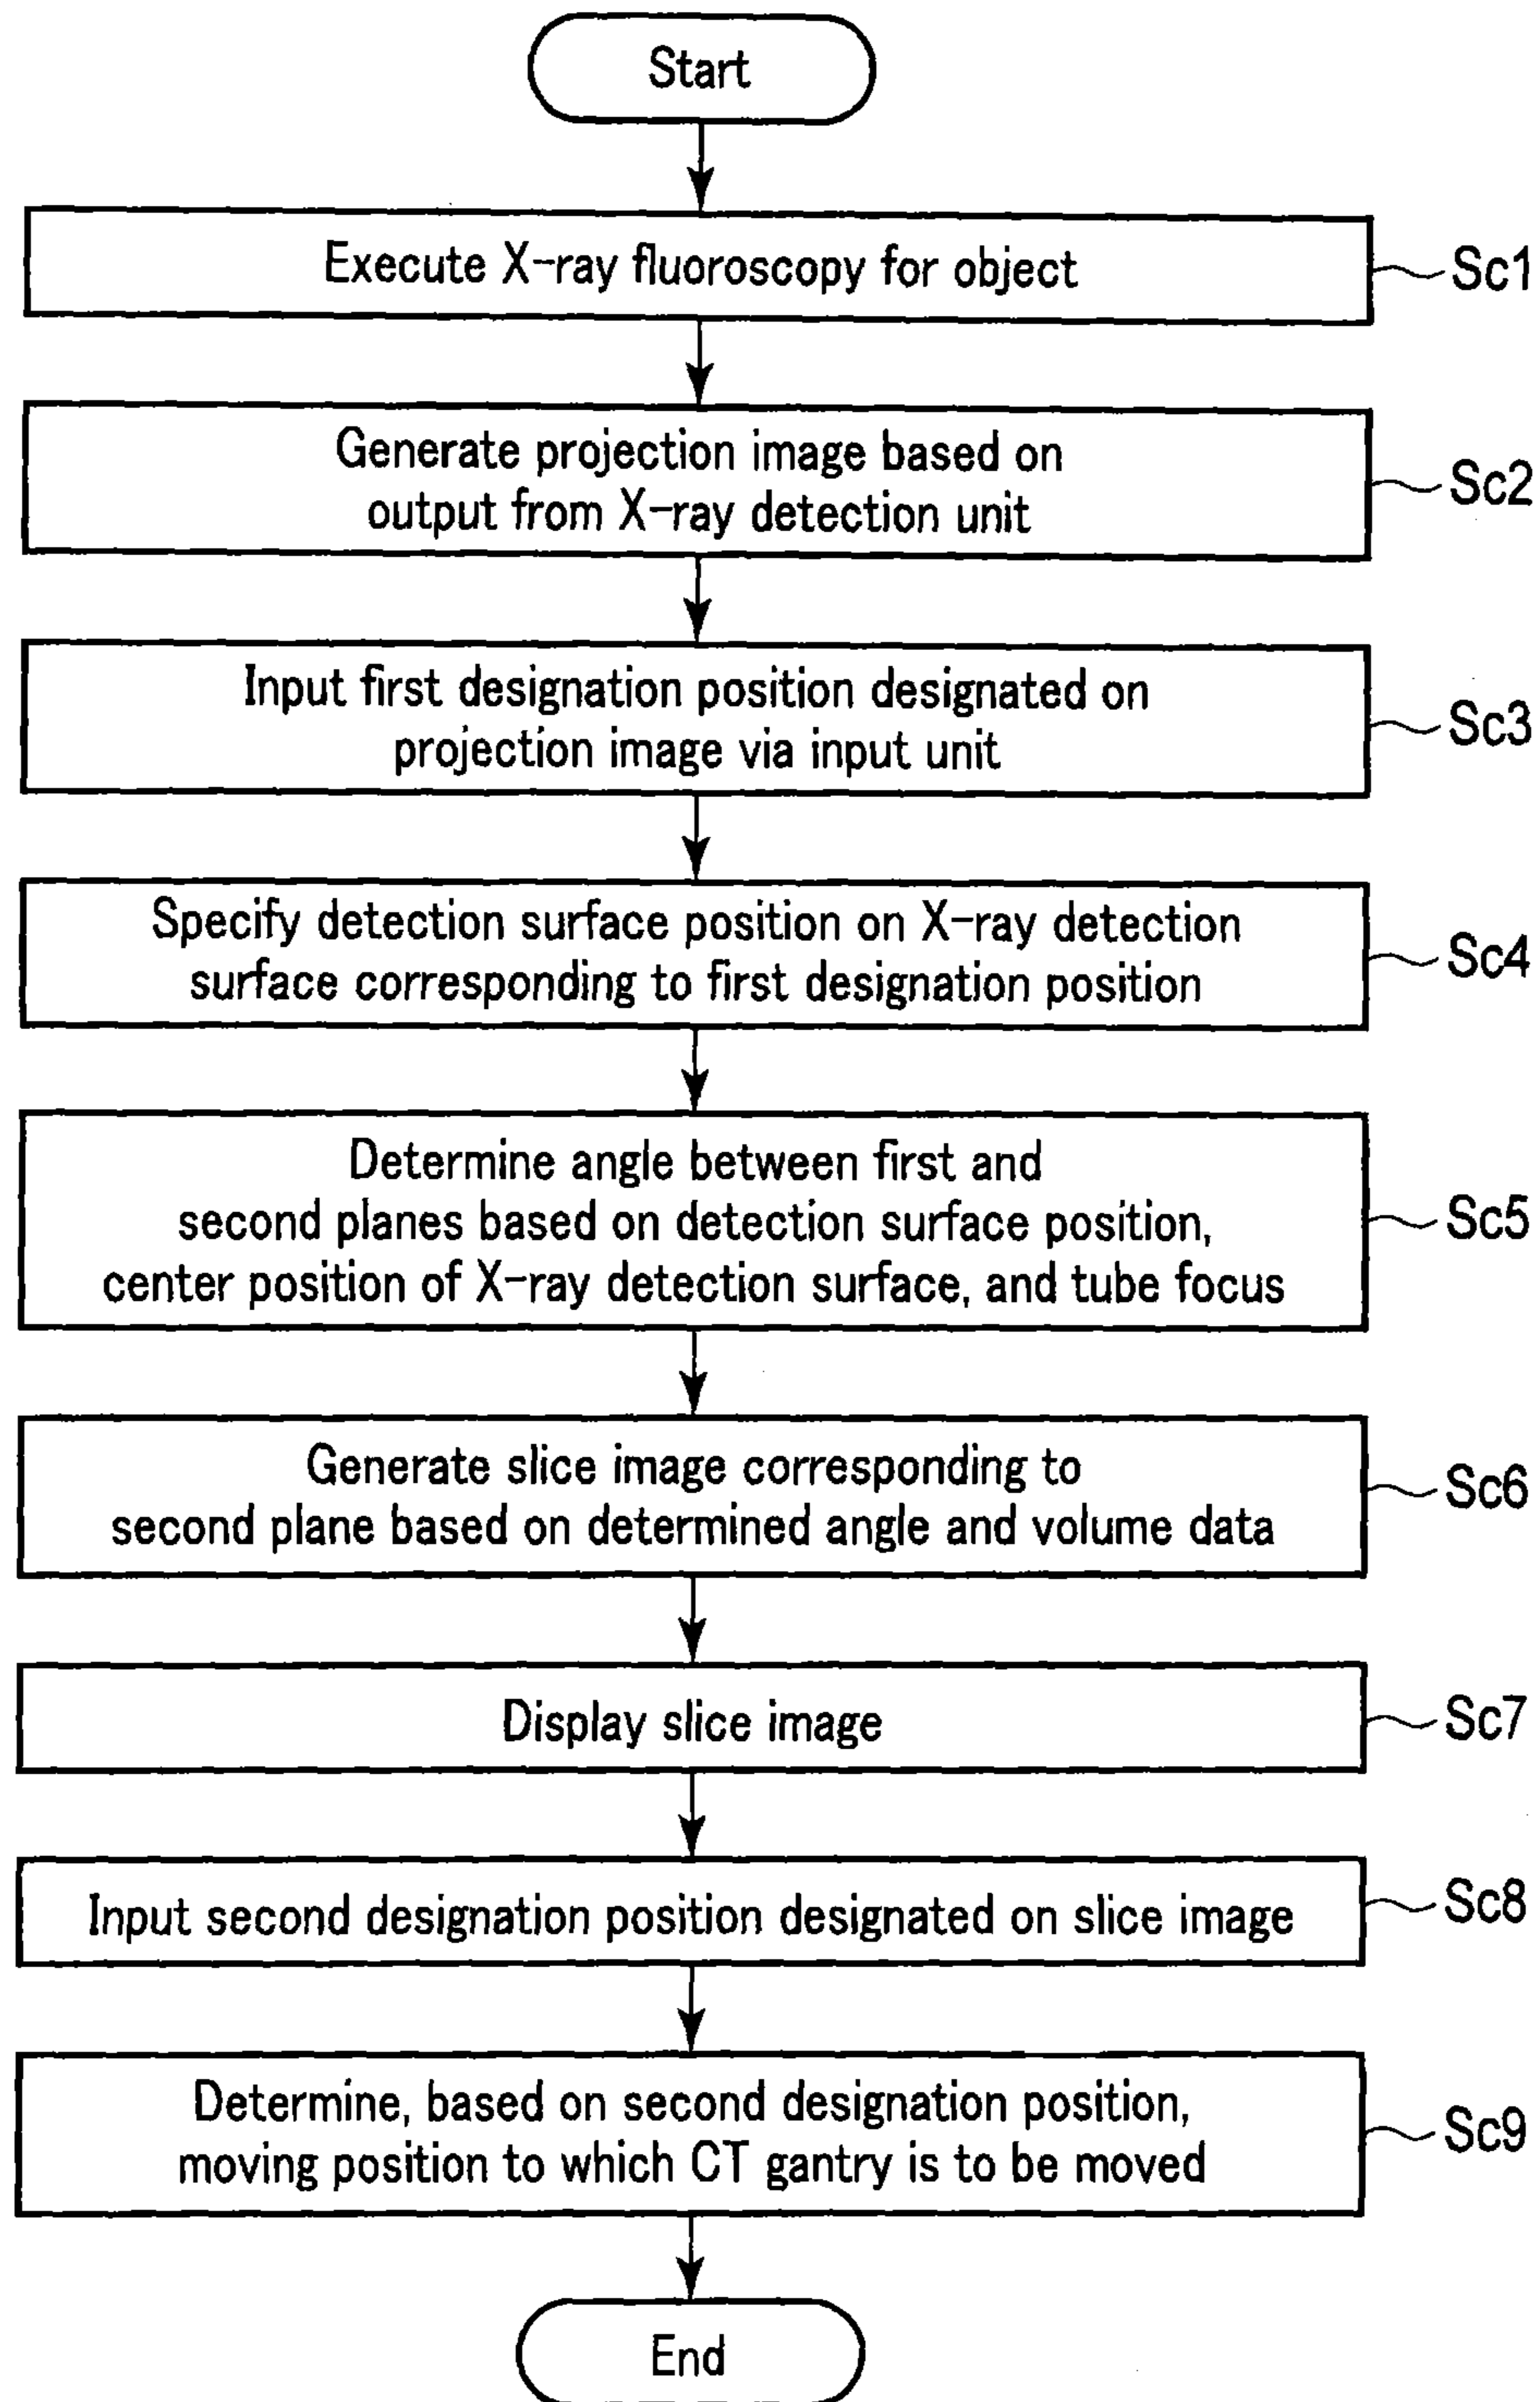 Start
Execute X-ray fluoroscopy for object
Sc1
Generate projection image based on
output from X-ray detection unit
Sc2
Input first designation position designated on
projection image via input unit
Sc3
Specify detection surface position on X-ray detection
surface corresponding to first designation position
Sc4
Determine angle between first and
second planes based on detection surface position,
center position of X-ray detection surface, and tube focus
Sc5
Generate slice image corresponding to
second plane based on determined angle and volume data
Sc6
Display slice image
Sc7
Input second designation position designated on slice image
Sc8
Determine, based on second designation position,
moving position to which CT gantry is to be moved
Sc9
End